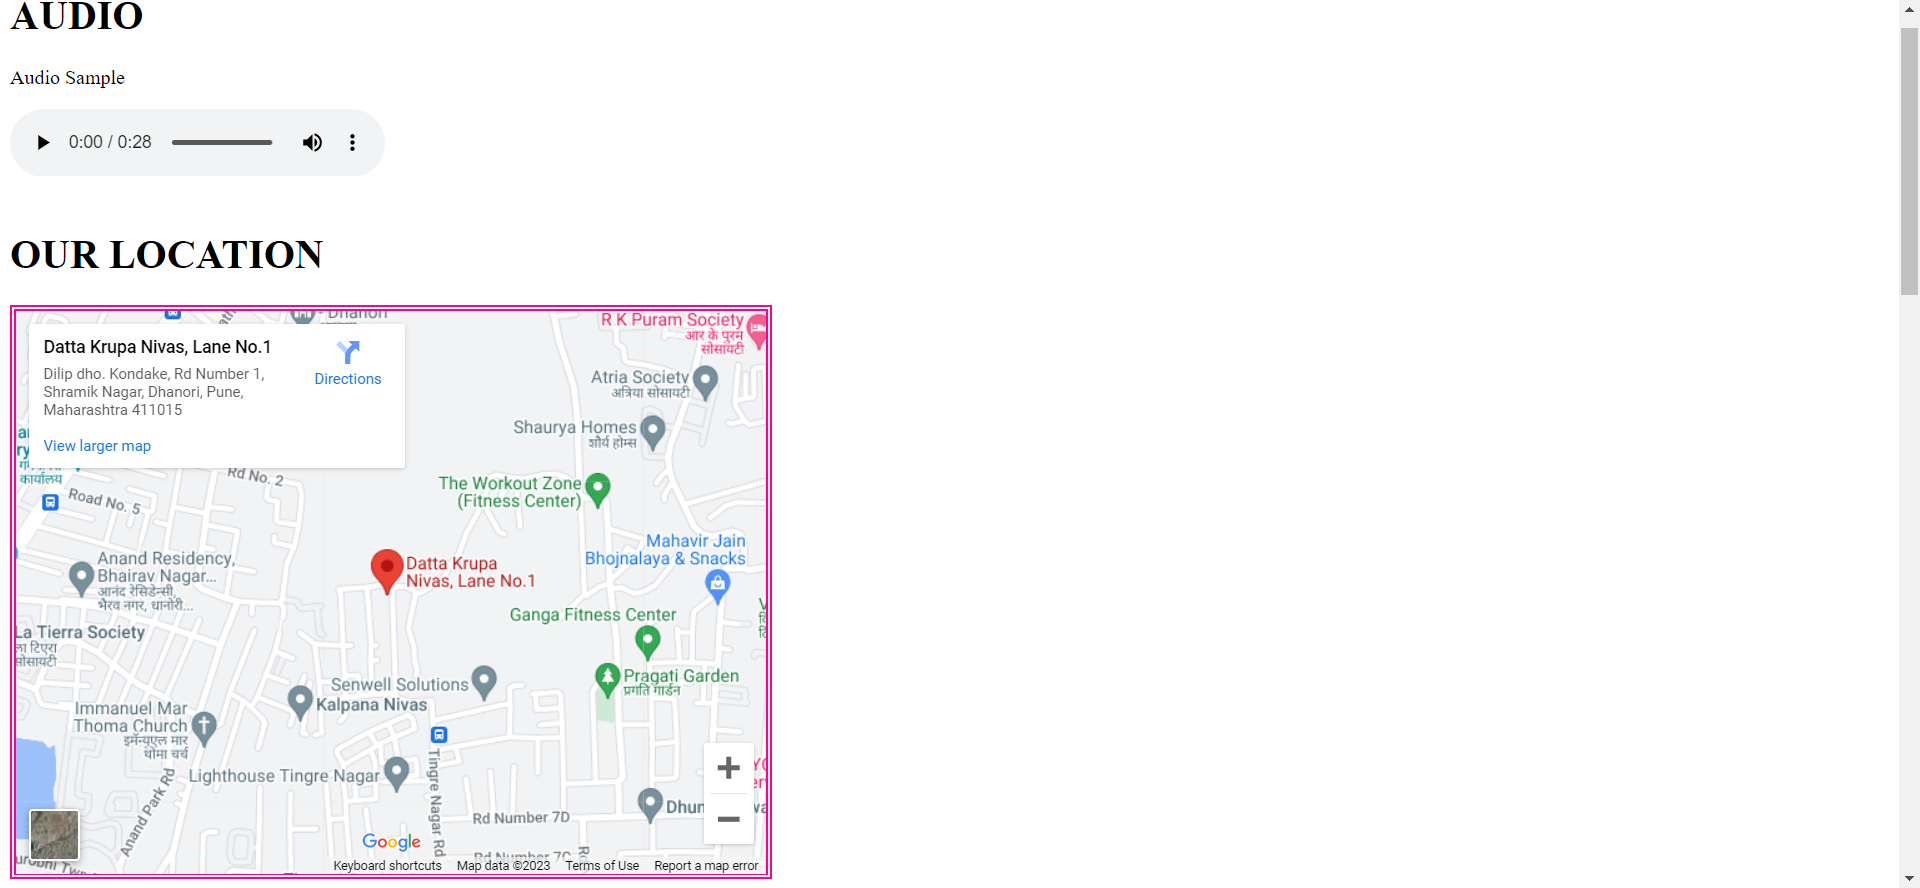 AUDIO
Audio Sample
0:00 / 0:28
OUR LOCATION
Datta Krupa Nivas, Lane No.1
Dilip dho. Kondake, Rd Number 1,
Shramik Nagar, Dhanori, Pune,
Maharashtra 411015
Directions
View larger map
- Dhanori
R K Puram Society
आर के पुरम
सोसायटी
Atria Society
अत्रिया सोसायटी
Shaurya Homes
शौर्य होम्स
The Workout Zone
(Fitness Center)
कार्यालय
Rd No. 2
Road No. 5
Mahavir Jain
Bhojnalaya & Snacks
Anand Residency,
Bhairav Nagar...
आनंद रेसिडेन्सी,
भैरव नगर, धानोरी...
Datta Krupa
Nivas, Lane No.1
Ganga Fitness Center
La Tierra Society
ला टिएरा
सोसायटी
Pragati Garden
प्रगति गार्डन
Senwell Solutions
Kalpana Nivas
Immanuel Mar
Thoma Church
इमॅन्युएल मार
थोमा चर्च
Lighthouse Tingre Nagar
Tingre Nagar Rd
Anand Park Rd
Rd Number 7D
Rd Number 7C
Rd
Google
Keyboard shortcuts
Map data ©2023
Terms of Use
Report a map error